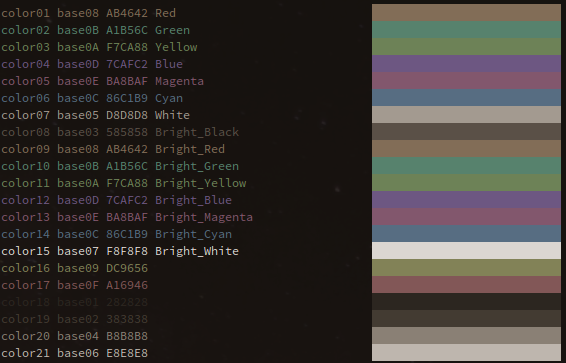 color01 base08 AB4642 Red
color02 base0B A1B56C Green
color03 base0A F7CA88 Yellow
color04 base0D 7CAFC2 Blue
color05 base0E BA8BAF Magenta
color06 base0C 86C1B9 Cyan
color07 base05 D8D8D8 White
color08 base03 585858 Bright_Black
color09 base08 AB4642 Bright_Red
color10 base0B A1B56C Bright_Green
color11 base0A F7CA88 Bright_Yellow
color12 base0D 7CAFC2 Bright_Blue
color13 base0E BA8BAF Bright_Magenta
color14 base0C 86C1B9 Bright_Cyan
color15 base07 F8F8F8 Bright_White
color16 base09 DC9656
color17 base0F A16946
color18 base01 282828
color19 base02 383838
color20 base04 B8B8B8
color21 base06 E8E8E8